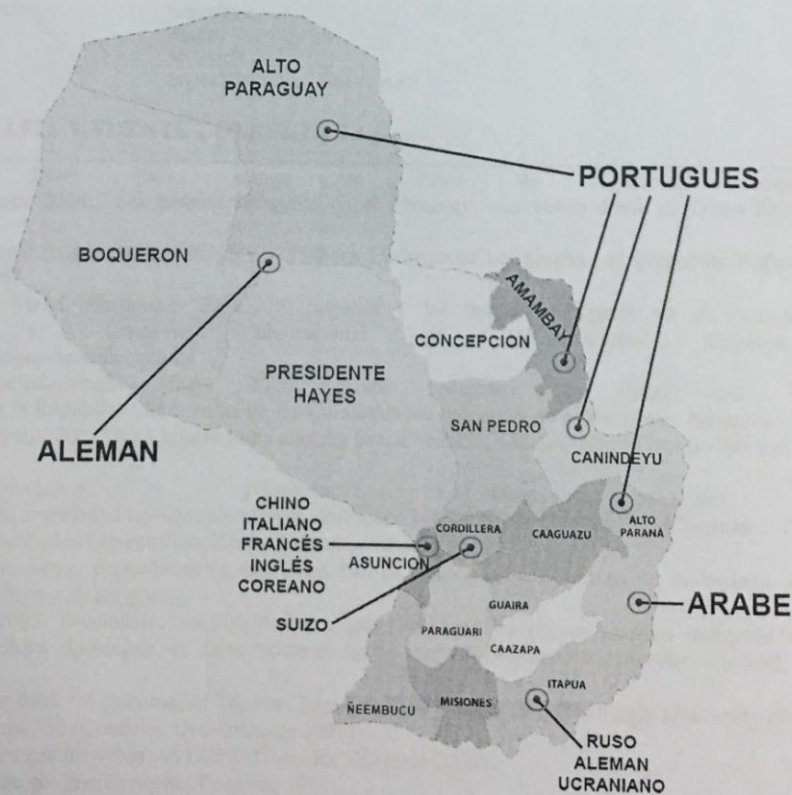 ALTO
PARAGUAY
PORTUGUES
BOQUERON
AMAMBAY
CONCEPCION
PRESIDENTE
HAYES
SAN PEDRO
ALEMAN
CANINDEYU
CHINO
ITALIANO
FRANCÉS
INGLÉS
COREANO
ASUNCION
CORDILLERA
CAAGUAZU
ALTO
PARANA
SUIZO
GUAIRA
ARABE
PARAGUARI
CAAZAPA
ITAPUA
ÑEEMBUCU
MISIONES
RUSO
ALEMAN
UCRANIANO